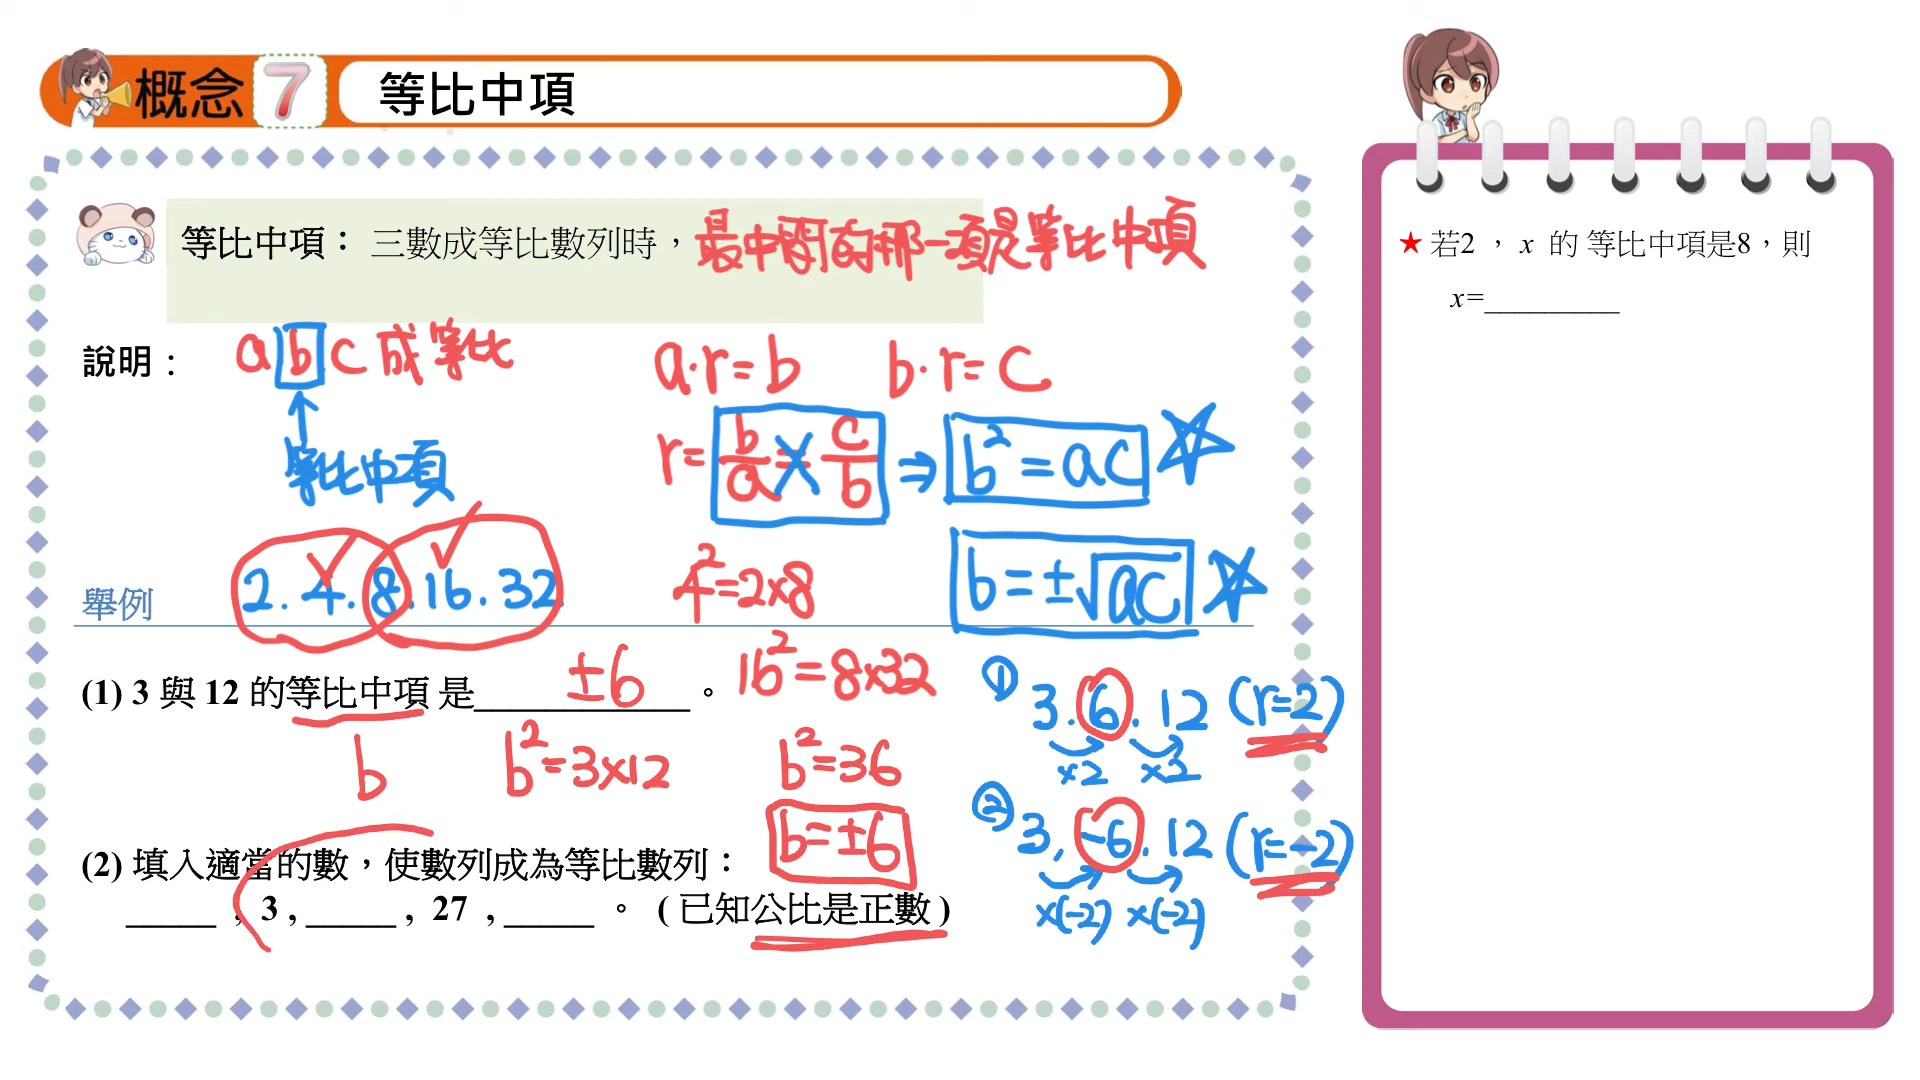 概念 7 等比中項
等比中項： 三數成等比數列時，最中間的那一項是等比中項
說明： a b c 成等比 a·r=b b·r=c
等比中項 r= b/a = c/b ⇒ b²=ac
b=±√ac
舉例 2.4.8.16.32 4²=2×8
(1) 3 與 12 的等比中項 是 ±6 。 16²=8×32
b b²=3×12 b²=36
b=±6
① 3.6.12 (r=2)
×2 ×2
② 3,-6.12 (r=-2)
×(-2) ×(-2)
(2) 填入適當的數，使數列成為等比數列：
_____ , 3 , _____ , 27 , _____ 。 ( 已知公比是正數 )
★ 若2 ， x 的 等比中項是8，則
x=_________